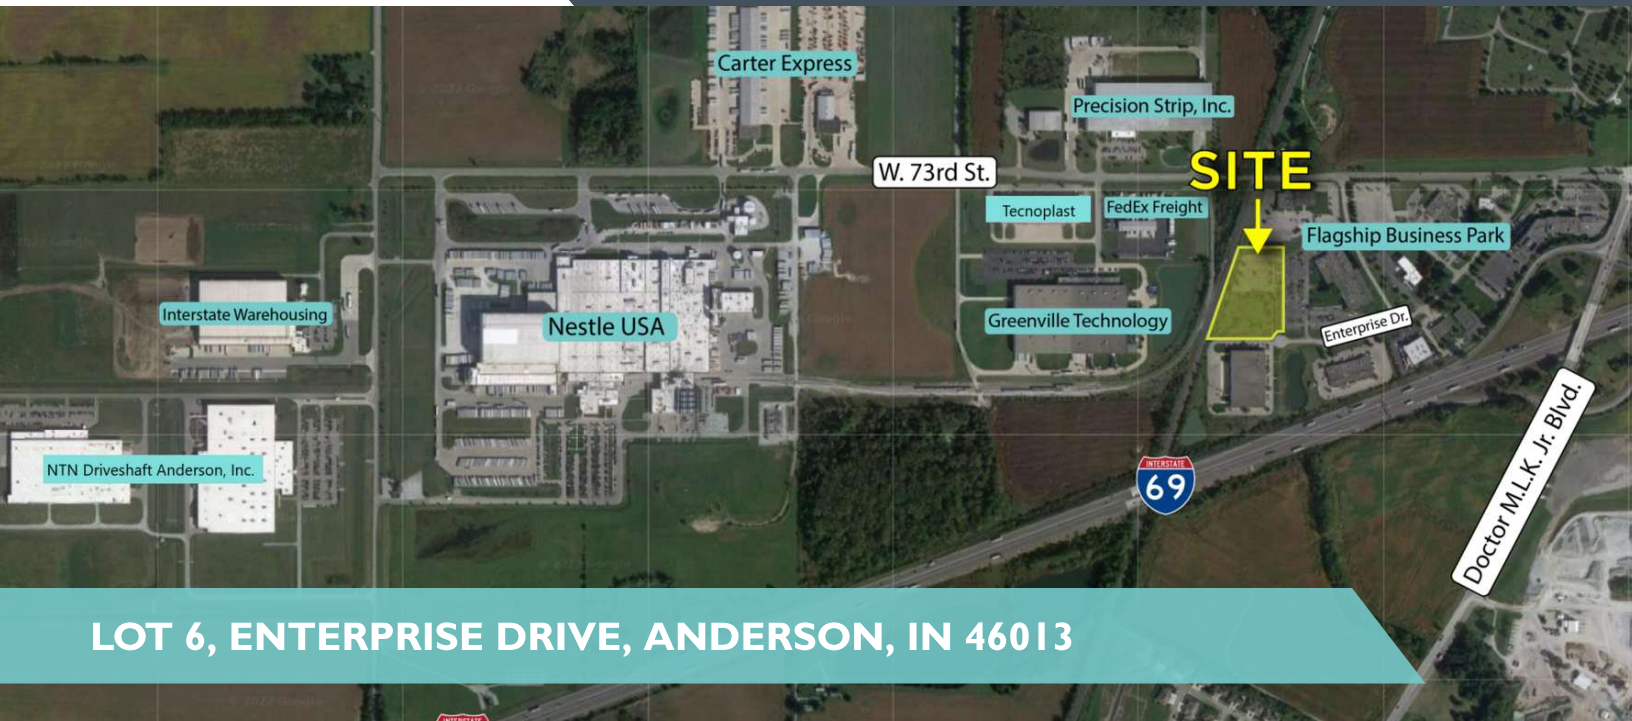 Carter Express
Precision Strip, Inc.
W. 73rd St.
SITE
Tecnoplast
FedEx Freight
Flagship Business Park
Interstate Warehousing
Nestle USA
Greenville Technology
Enterprise Dr.
NTN Driveshaft Anderson, Inc.
INTERSTATE
69
Doctor M.L.K. Jr. Blvd.
LOT 6, ENTERPRISE DRIVE, ANDERSON, IN 46013
INTERSTATE